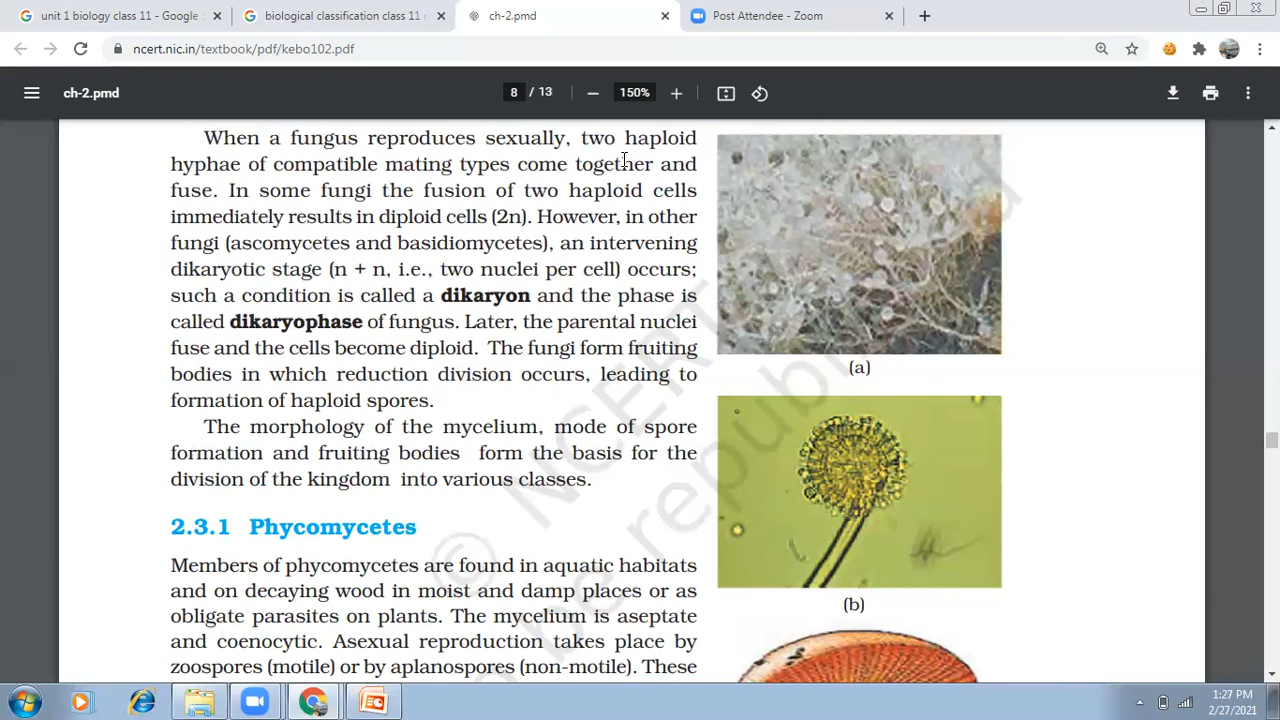 unit 1 biology class 11 - Google
biological classification class 11
ch-2.pmd
Post Attendee - Zoom
ncert.nic.in/textbook/pdf/kebo102.pdf
ch-2.pmd
8 / 13
150%
When a fungus reproduces sexually, two haploid
hyphae of compatible mating types come together and
fuse. In some fungi the fusion of two haploid cells
immediately results in diploid cells (2n). However, in other
fungi (ascomycetes and basidiomycetes), an intervening
dikaryotic stage (n + n, i.e., two nuclei per cell) occurs;
such a condition is called a dikaryon and the phase is
called dikaryophase of fungus. Later, the parental nuclei
fuse and the cells become diploid. The fungi form fruiting
bodies in which reduction division occurs, leading to
formation of haploid spores.
The morphology of the mycelium, mode of spore
formation and fruiting bodies form the basis for the
division of the kingdom into various classes.
2.3.1 Phycomycetes
Members of phycomycetes are found in aquatic habitats
and on decaying wood in moist and damp places or as
obligate parasites on plants. The mycelium is aseptate
and coenocytic. Asexual reproduction takes place by
zoospores (motile) or by aplanospores (non-motile). These
(a)
(b)
© NCERT
be republi
1:27 PM
2/27/2021